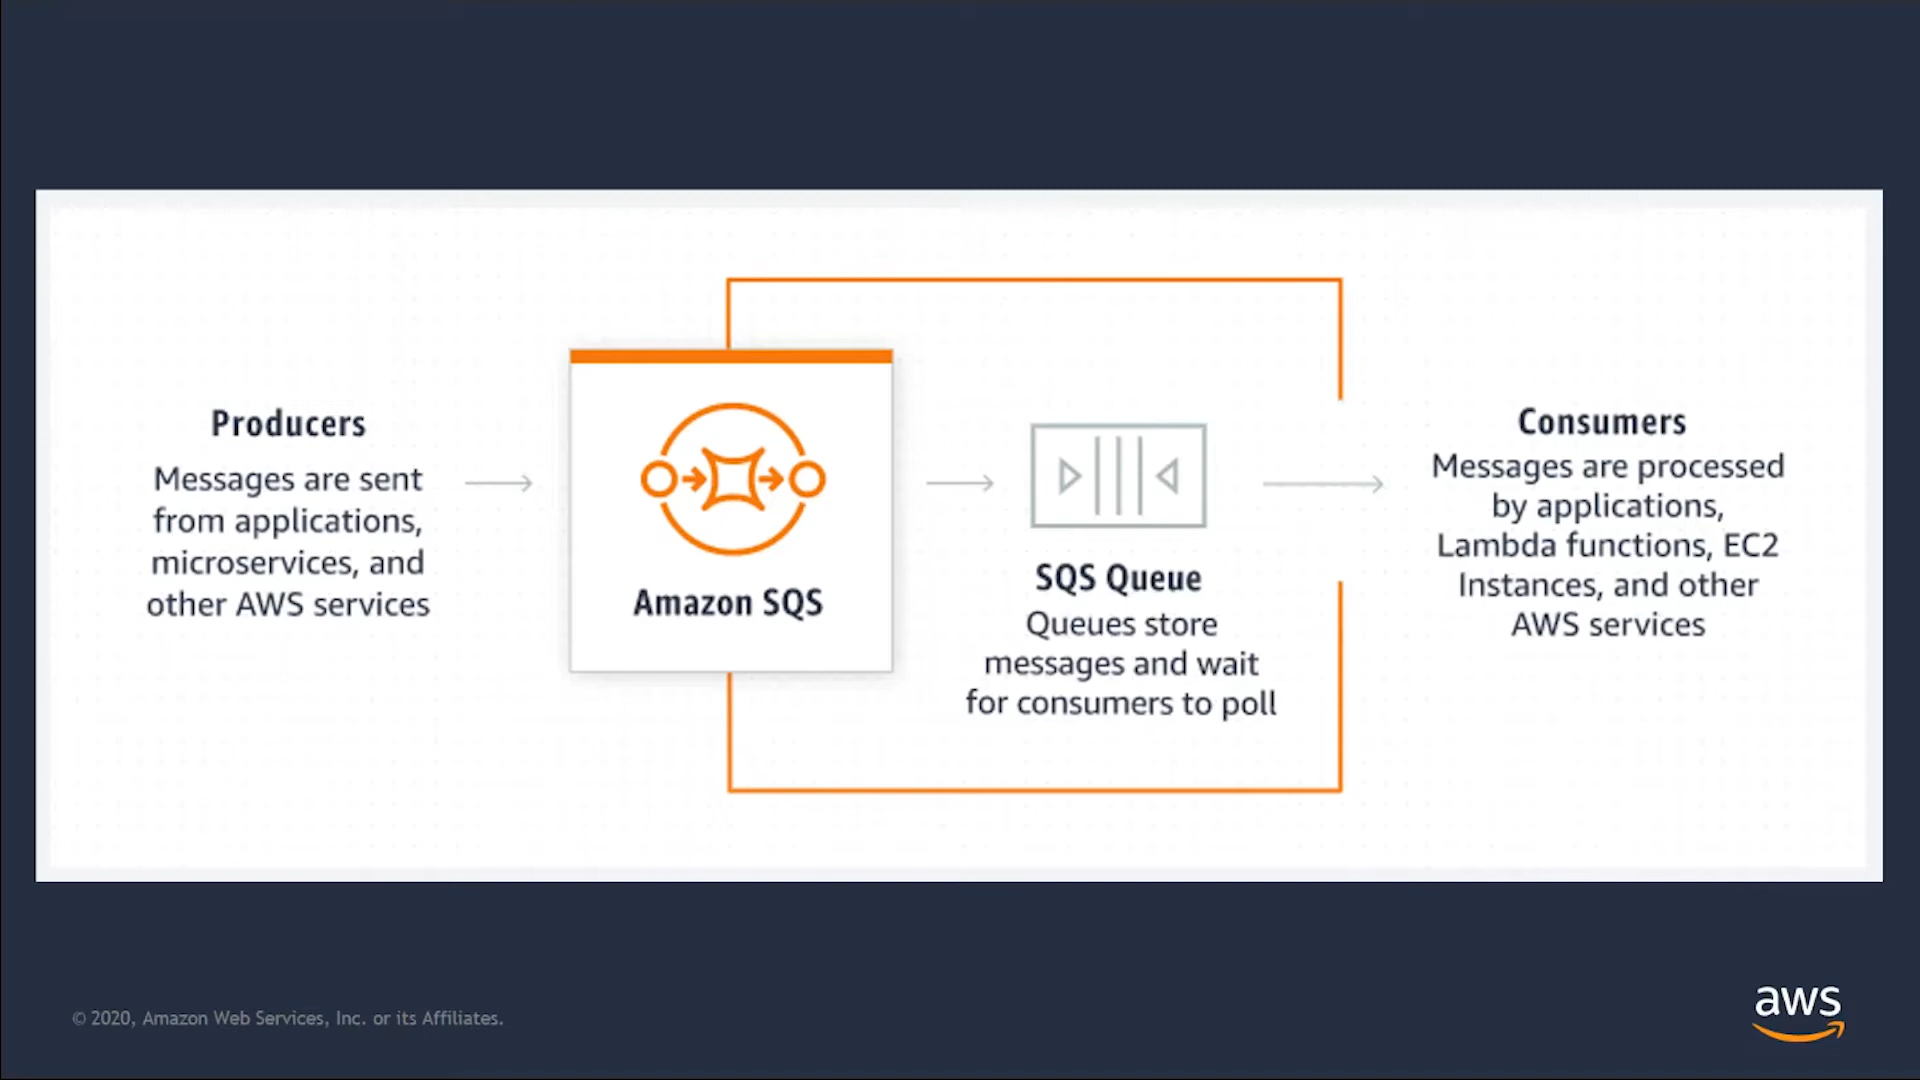 Producers
Messages are sent
from applications,
microservices, and
other AWS services
Amazon SQS
SQS Queue
Queues store
messages and wait
for consumers to poll
Consumers
Messages are processed
by applications,
Lambda functions, EC2
Instances, and other
AWS services
© 2020, Amazon Web Services, Inc. or its Affiliates.
aws